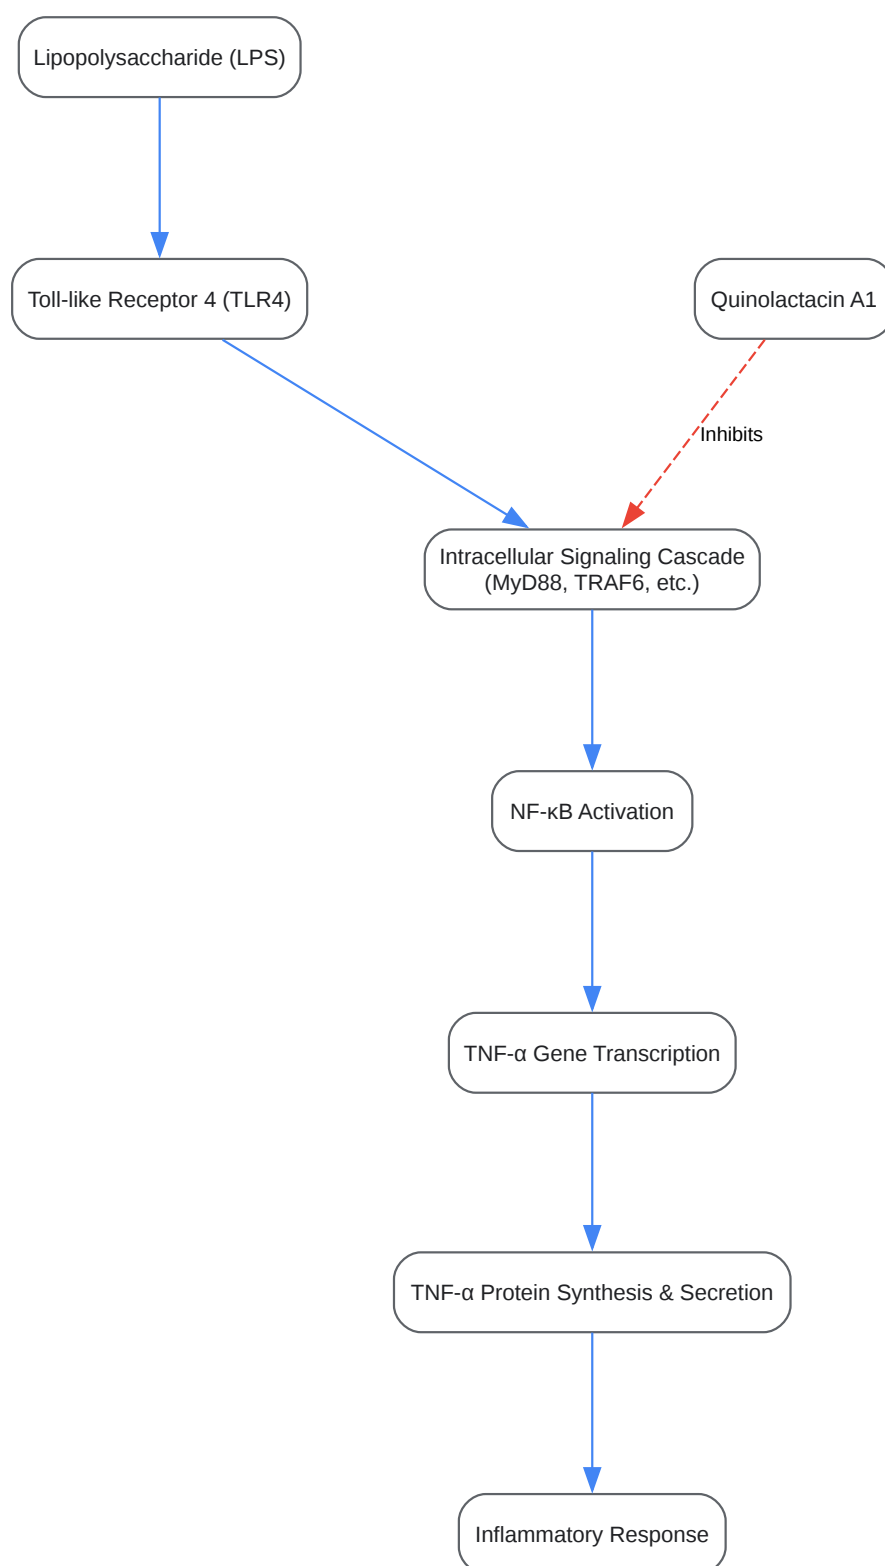 Lipopolysaccharide (LPS)
Toll-like Receptor 4 (TLR4)
Quinolactacin A1
Inhibits
Intracellular Signaling Cascade
(MyD88, TRAF6, etc.)
NF-κB Activation
TNF-α Gene Transcription
TNF-α Protein Synthesis & Secretion
Inflammatory Response